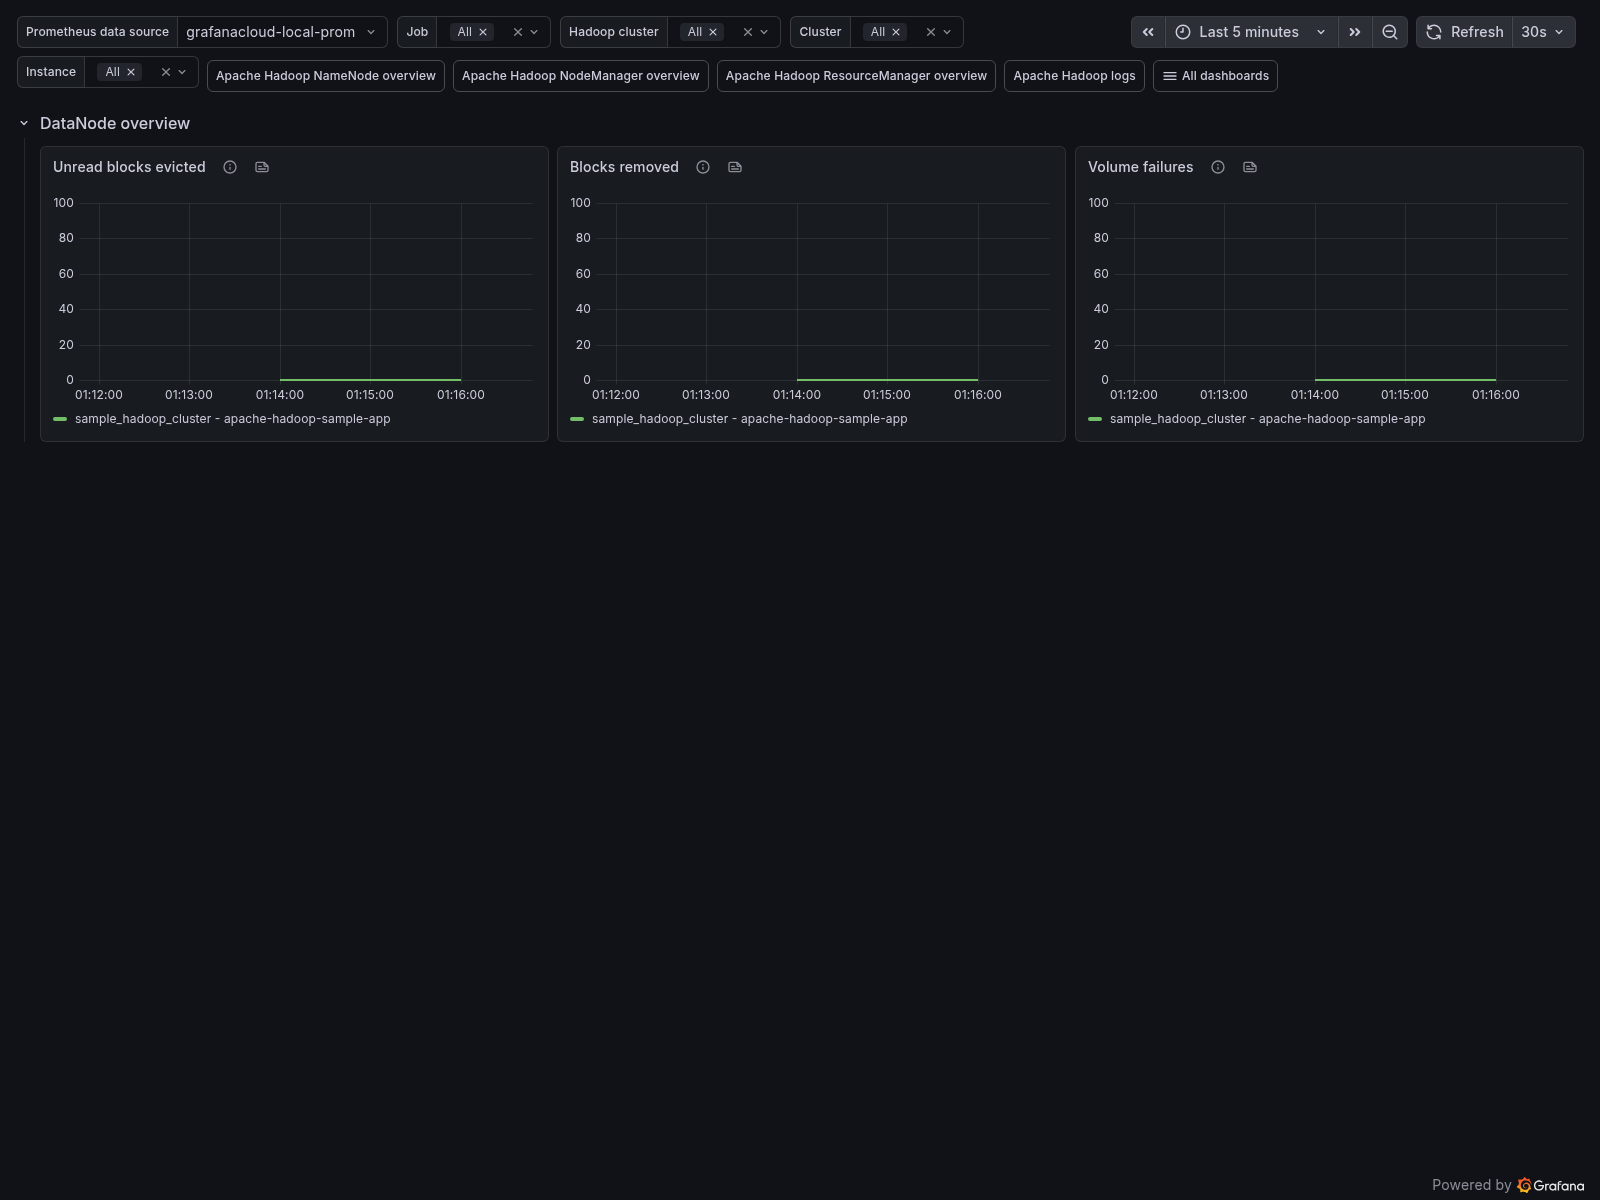 Prometheus data source grafanacloud-local-prom Job All Hadoop cluster All Cluster All Last 5 minutes Refresh 30s
Instance All Apache Hadoop NameNode overview Apache Hadoop NodeManager overview Apache Hadoop ResourceManager overview Apache Hadoop logs All dashboards
DataNode overview
Unread blocks evicted
100
80
60
40
20
0
01:12:00 01:13:00 01:14:00 01:15:00 01:16:00
sample_hadoop_cluster - apache-hadoop-sample-app
Blocks removed
100
80
60
40
20
0
01:12:00 01:13:00 01:14:00 01:15:00 01:16:00
sample_hadoop_cluster - apache-hadoop-sample-app
Volume failures
100
80
60
40
20
0
01:12:00 01:13:00 01:14:00 01:15:00 01:16:00
sample_hadoop_cluster - apache-hadoop-sample-app
Powered by Grafana